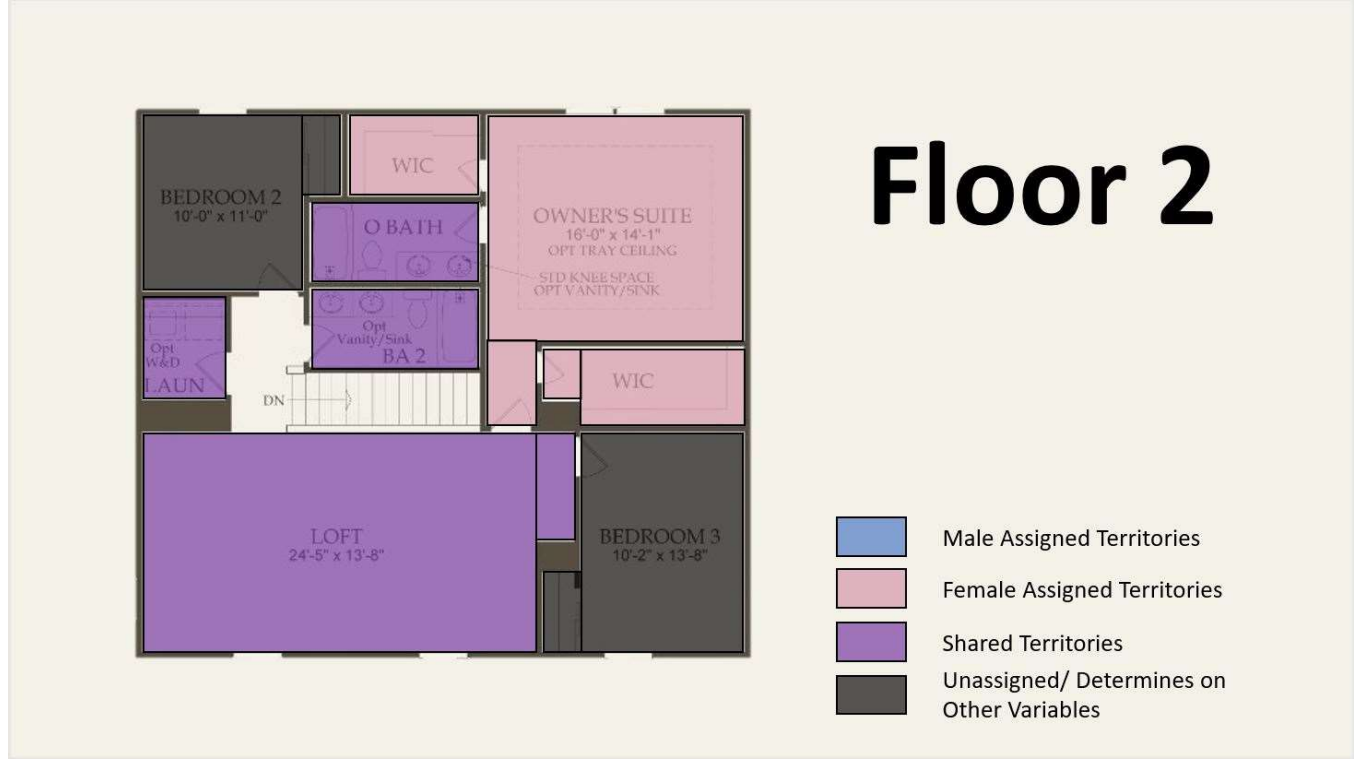 Floor 2
BEDROOM 2
10'-0" x 11'-0"
WIC
O BATH
OWNER'S SUITE
16'-0" x 14'-1"
OPT TRAY CEILING
STD KNEE SPACE
OPT VANITY/SINK
Opt
Vanity/Sink
BA 2
Opt
W&D
LAUN
DN
WIC
LOFT
24'-5" x 13'-8"
BEDROOM 3
10'-2" x 13'-8"
Male Assigned Territories
Female Assigned Territories
Shared Territories
Unassigned/ Determines on
Other Variables